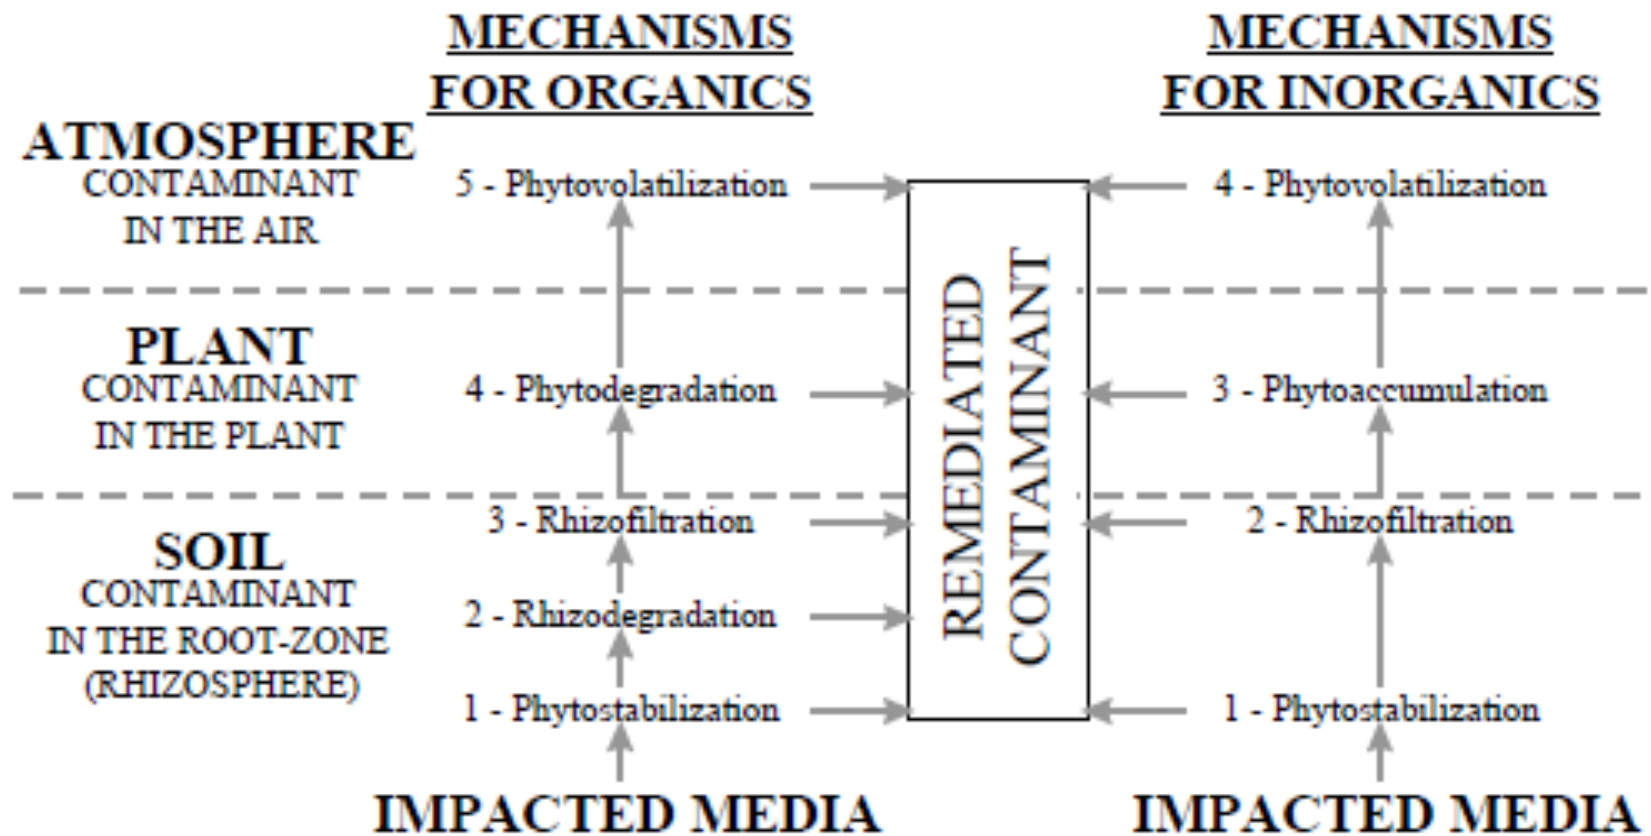 MECHANISMS
FOR ORGANICS
MECHANISMS
FOR INORGANICS
ATMOSPHERE
CONTAMINANT
IN THE AIR
5 - Phytovolatilization
4 - Phytovolatilization
PLANT
CONTAMINANT
IN THE PLANT
4 - Phytodegradation
3 - Phytoaccumulation
REMEDIATED
CONTAMINANT
SOIL
CONTAMINANT
IN THE ROOT-ZONE
(RHIZOSPHERE)
3 - Rhizofiltration
2 - Rhizofiltration
2 - Rhizodegradation
1 - Phytostabilization
1 - Phytostabilization
IMPACTED MEDIA
IMPACTED MEDIA